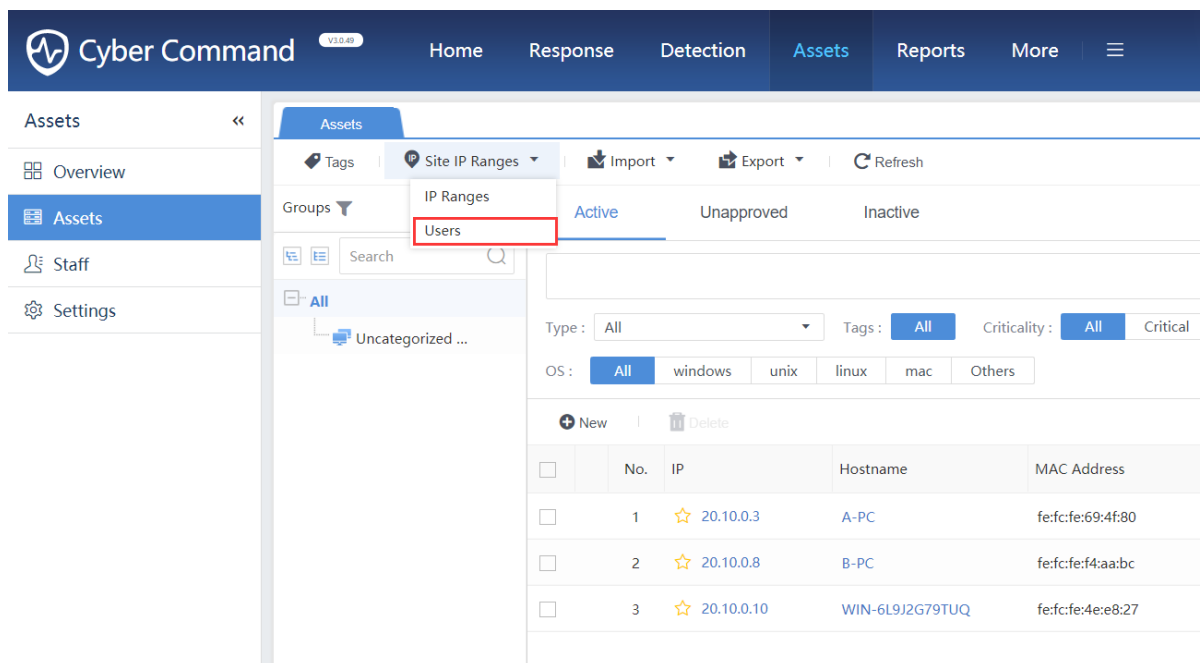 Cyber Command V3.0.49 Home Response Detection Assets Reports More
Assets «
Overview
Assets
Staff
Settings
Assets
Tags IP Site IP Ranges Import Export Refresh
IP Ranges
Users
Groups
Active Unapproved Inactive
Search
All
Uncategorized ...
Type : All Tags : All Criticality : All Critical
OS : All windows unix linux mac Others
New Delete
No. IP Hostname MAC Address
1 20.10.0.3 A-PC fe:fc:fe:69:4f:80
2 20.10.0.8 B-PC fe:fc:fe:f4:aa:bc
3 20.10.0.10 WIN-6L9J2G79TUQ fe:fc:fe:4e:e8:27